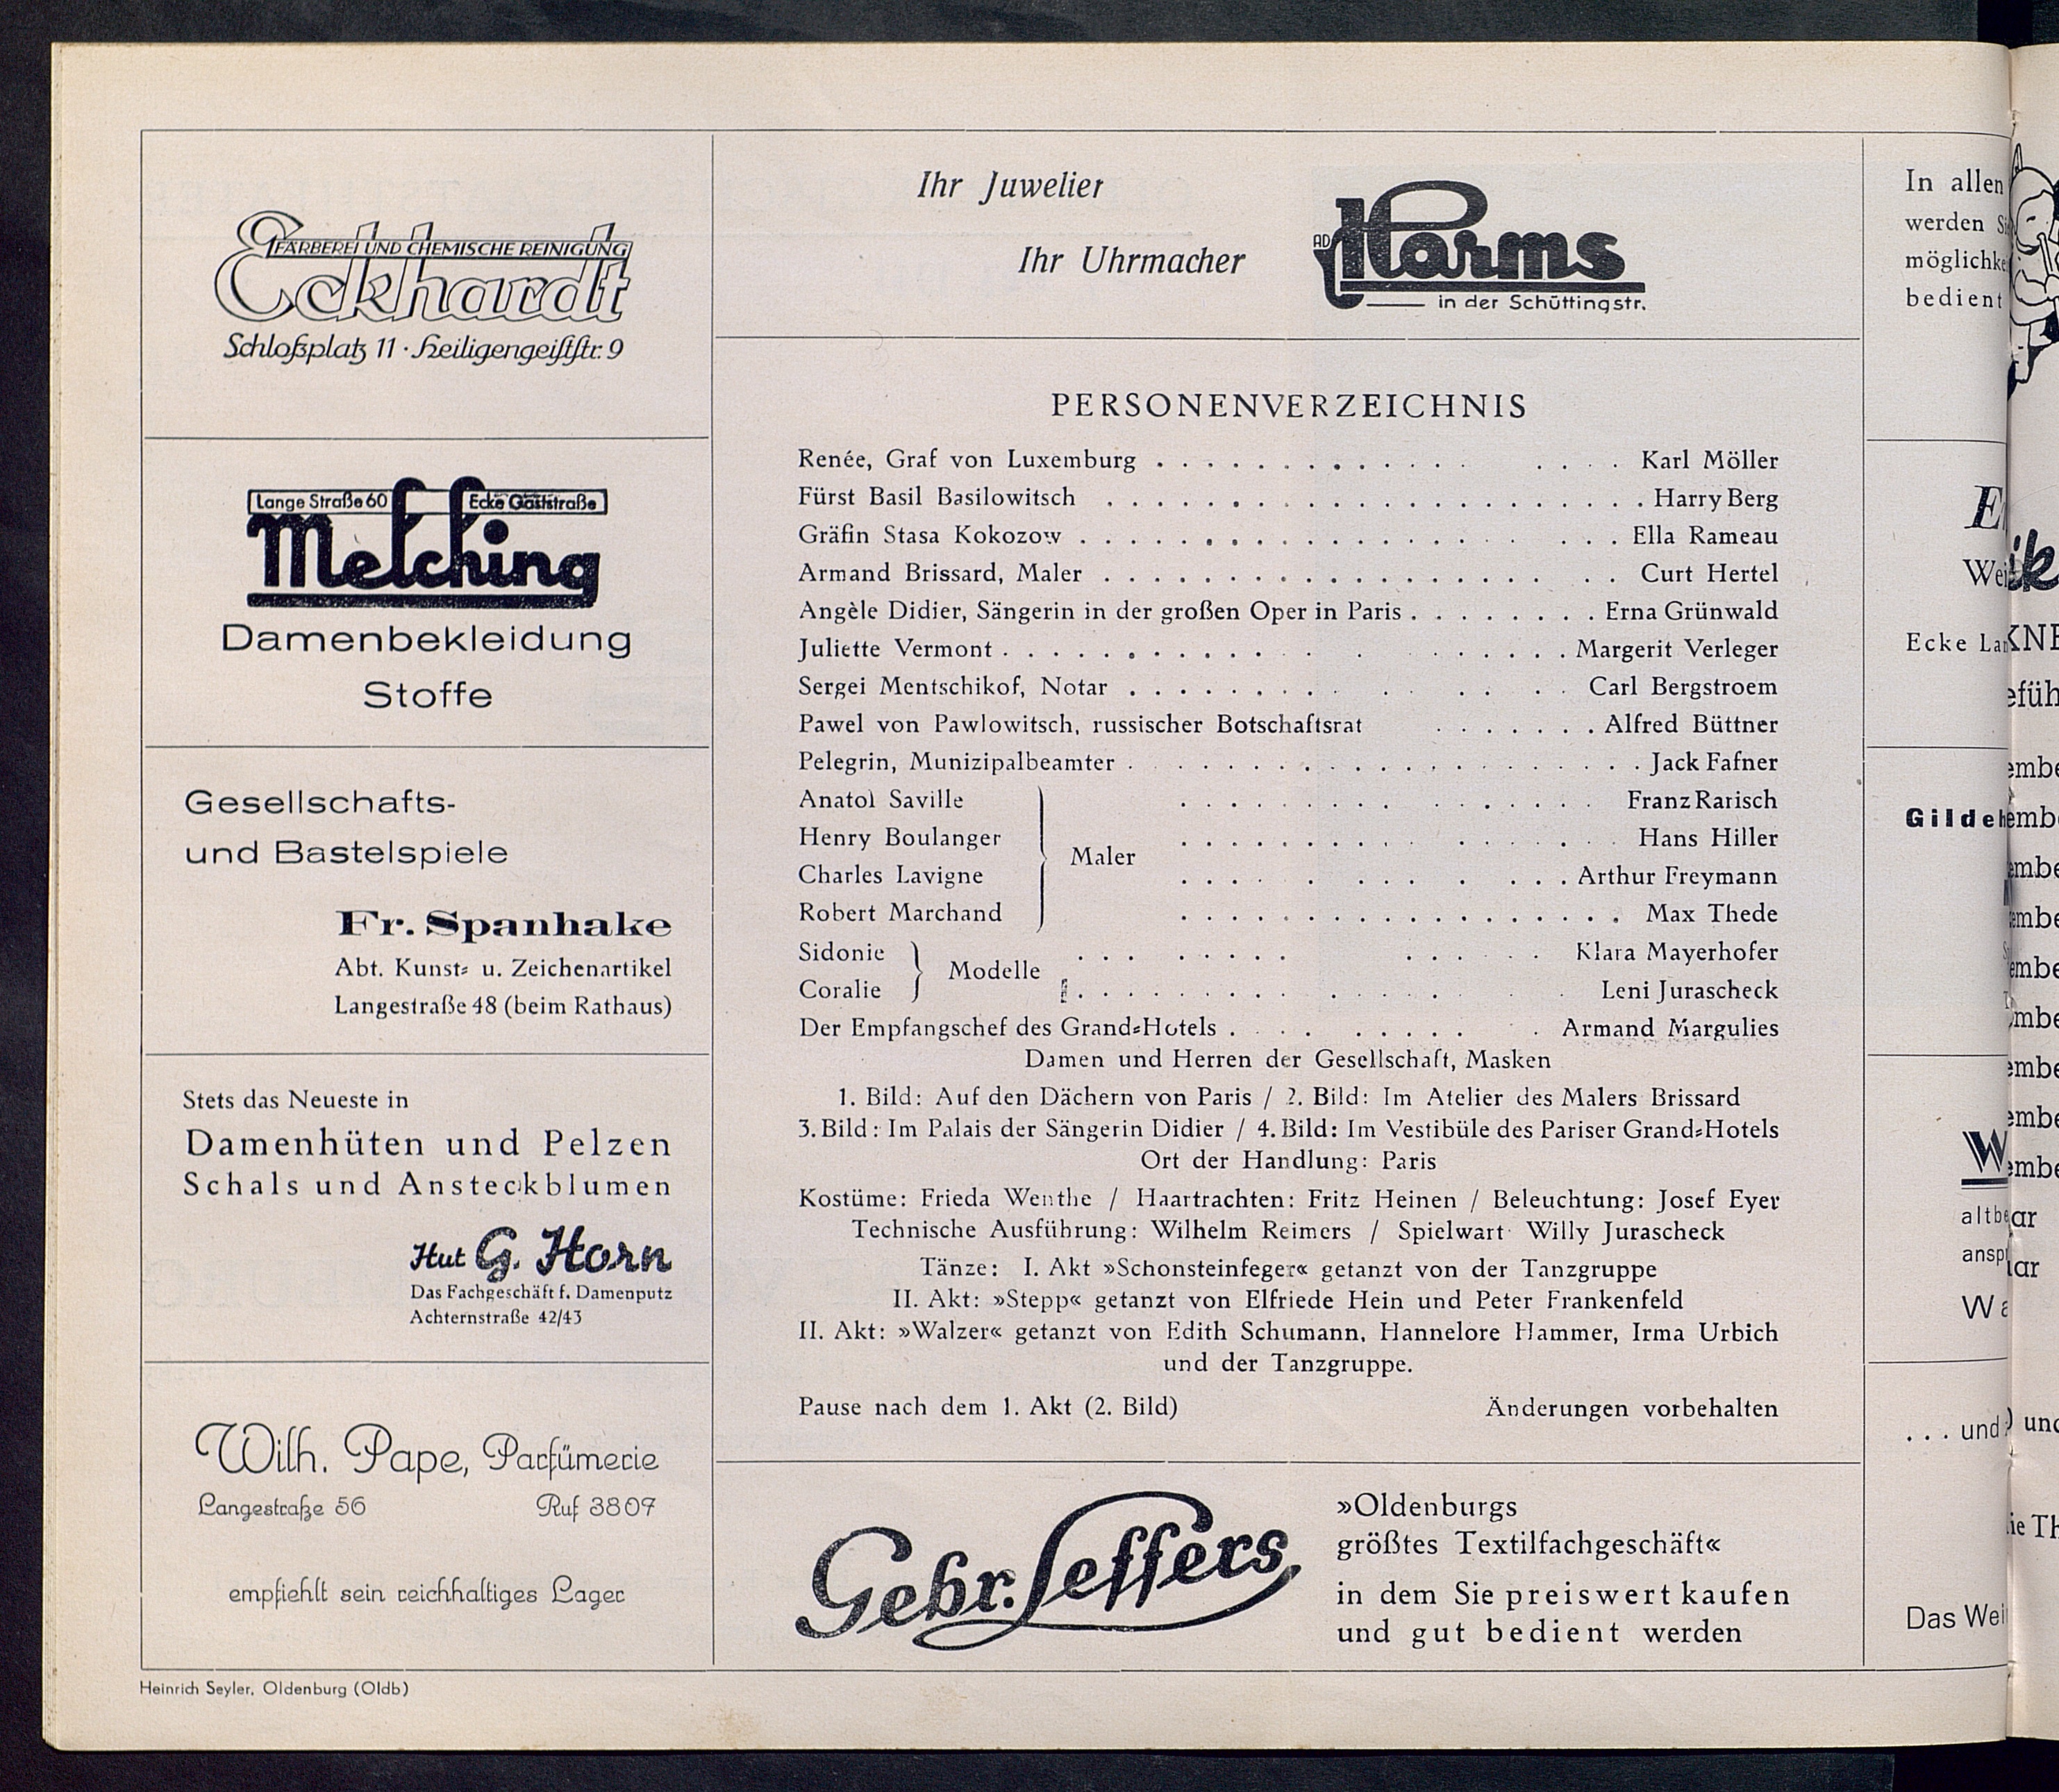 Eckhardt
FÄRBEREI UND CHEMISCHE REINIGUNG
Schloßplatz 11 · Heiligengeiststr. 9
Lange Straße 60 Ecke Gaststraße
Melching
Damenbekleidung
Stoffe
Gesellschafts-
und Bastelspiele
Fr. Spanhake
Abt. Kunst- u. Zeichenartikel
Langestraße 48 (beim Rathaus)
Stets das Neueste in
Damenhüten und Pelzen
Schals und Ansteckblumen
Hut G. Horn
Das Fachgeschäft f. Damenputz
Achternstraße 42/43
Wilh. Pape, Parfümerie
Langestraße 56 Ruf 3807
empfiehlt sein reichhaltiges Lager
Heinrich Seyler, Oldenburg (Oldb)
Ihr Juwelier
Ihr Uhrmacher
AD Harms
in der Schüttingstr.
PERSONENVERZEICHNIS
Renée, Graf von Luxemburg . . . . . . . . . . . . . . . . . Karl Möller
Fürst Basil Basilowitsch . . . . . . . . . . . . . . . . . . . . . . Harry Berg
Gräfin Stasa Kokozow . . . . . . . . . . . . . . . . . . . Ella Rameau
Armand Brissard, Maler . . . . . . . . . . . . . . . . . . . . Curt Hertel
Angèle Didier, Sängerin in der großen Oper in Paris . . . . . . . . Erna Grünwald
Juliette Vermont . . . . . . . . . . . . . . . . . . Margerit Verleger
Sergei Mentschikof, Notar . . . . . . . . . . . . . Carl Bergstroem
Pawel von Pawlowitsch, russischer Botschaftsrat . . . . . . . Alfred Büttner
Pelegrin, Munizipalbeamter . . . . . . . . . . . . . . . . . . . . Jack Fafner
Anatol Saville . . . . . . . . . . . . . . Franz Rarisch
Henry Boulanger . . . . . . . . . . . . . Hans Hiller
Maler
Charles Lavigne . . . . . . . . . . . . Arthur Freymann
Robert Marchand . . . . . . . . . . . . . . . . . . Max Thede
Sidonie . . . . . . . . . . . . . . Klara Mayerhofer
Modelle
Coralie . . . . . . . . . . . . . . . Leni Jurascheck
Der Empfangschef des Grand-Hotels . . . . . . . . . Armand Margulies
Damen und Herren der Gesellschaft, Masken
1. Bild: Auf den Dächern von Paris / 2. Bild: Im Atelier des Malers Brissard
3. Bild: Im Palais der Sängerin Didier / 4. Bild: Im Vestibüle des Pariser Grand-Hotels
Ort der Handlung: Paris
Kostüme: Frieda Wenthe / Haartrachten: Fritz Heinen / Beleuchtung: Josef Eyer
Technische Ausführung: Wilhelm Reimers / Spielwart Willy Jurascheck
Tänze: I. Akt »Schonsteinfeger« getanzt von der Tanzgruppe
II. Akt: »Stepp« getanzt von Elfriede Hein und Peter Frankenfeld
II. Akt: »Walzer« getanzt von Edith Schumann, Hannelore Hammer, Irma Urbich
und der Tanzgruppe.
Pause nach dem 1. Akt (2. Bild) Änderungen vorbehalten
Gebr. Leffers
»Oldenburgs
größtes Textilfachgeschäft«
in dem Sie preiswert kaufen
und gut bedient werden
In allen
werden
bedient
Ecke
. . . und
Das